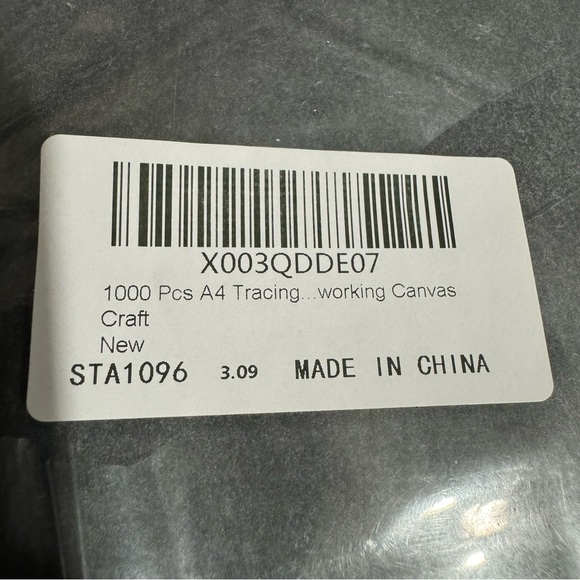 X003QDDE07
1000 Pcs A4 Tracing...working Canvas
Craft
New
STA1096 3.09 MADE IN CHINA